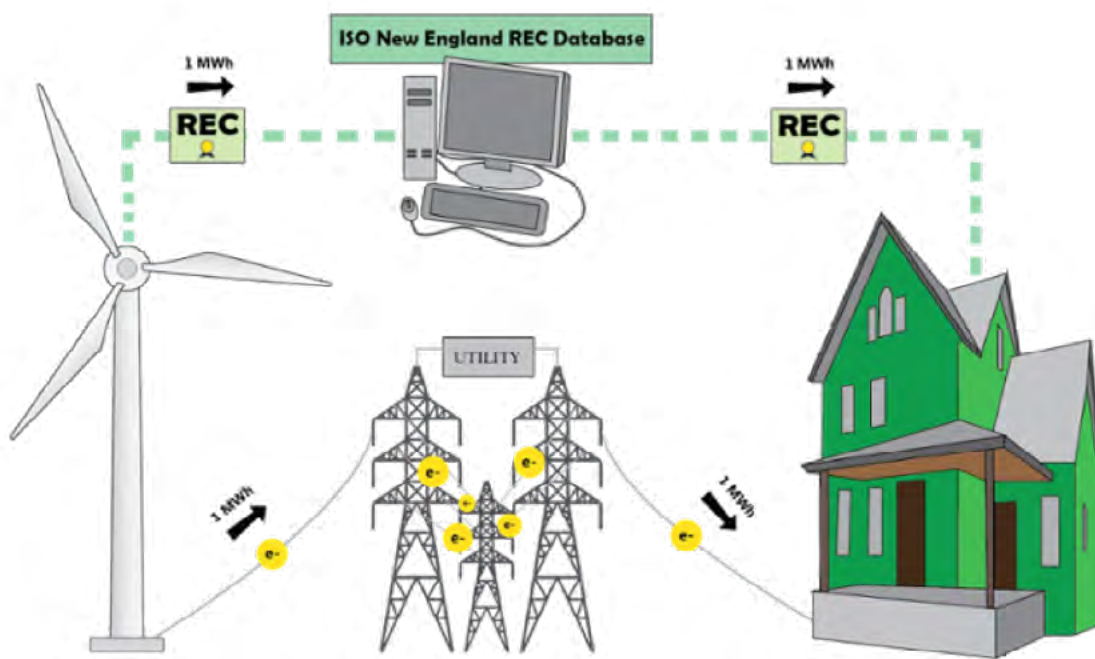 ISO New England REC Database
1 MWh
REC
1 MWh
REC
UTILITY
e-
e-
e-
e-
e-
1 MWh
e-
1 MWh
e-